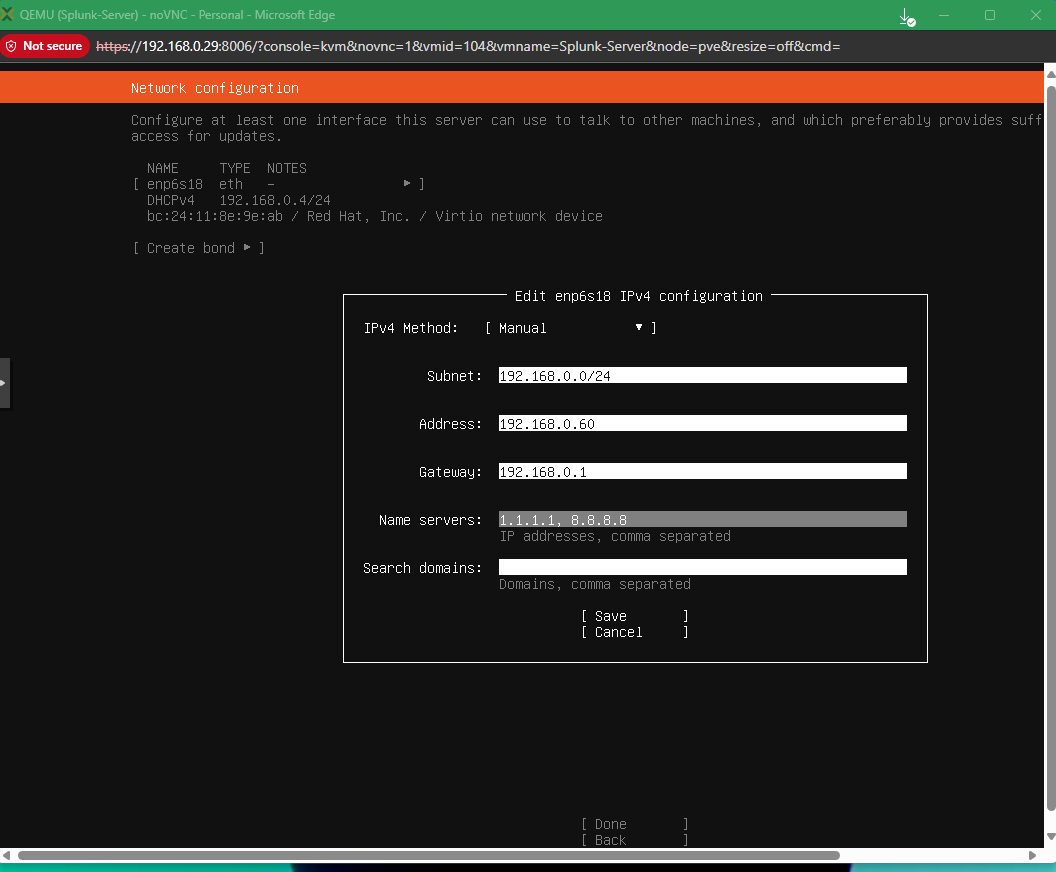 QEMU (Splunk-Server) - noVNC - Personal - Microsoft Edge
Not secure https://192.168.0.29:8006/?console=kvm&novnc=1&vmid=104&vmname=Splunk-Server&node=pve&resize=off&cmd=
Network configuration
Configure at least one interface this server can use to talk to other machines, and which preferably provides suff
access for updates.
NAME TYPE NOTES
[ enp6s18 eth - ▸ ]
DHCPv4 192.168.0.4/24
bc:24:11:8e:9e:ab / Red Hat, Inc. / Virtio network device
[ Create bond ▸ ]
Edit enp6s18 IPv4 configuration
IPv4 Method: [ Manual ▾ ]
Subnet: 192.168.0.0/24
Address: 192.168.0.60
Gateway: 192.168.0.1
Name servers: 1.1.1.1, 8.8.8.8
IP addresses, comma separated
Search domains:
Domains, comma separated
[ Save ]
[ Cancel ]
[ Done ]
[ Back ]